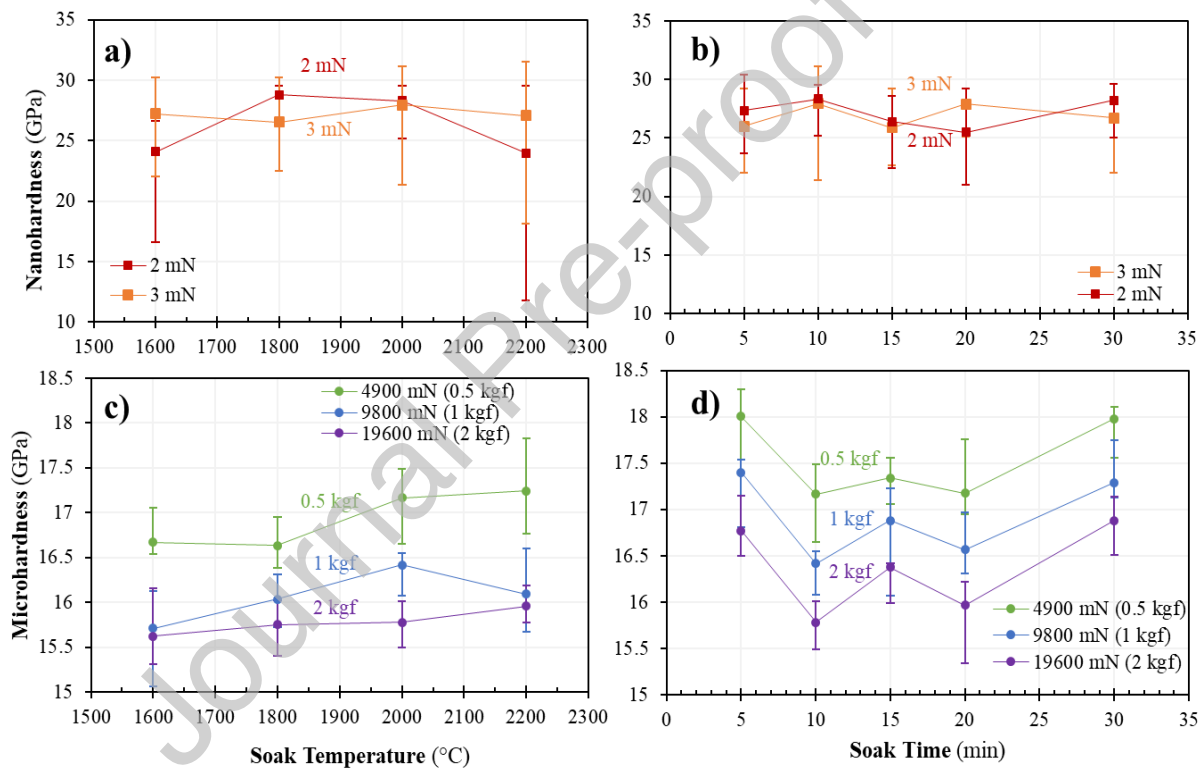 a)
2 mN
3 mN
2 mN
3 mN
Nanohardness (GPa)
35
30
25
20
15
10
1500 1600 1700 1800 1900 2000 2100 2200 2300
b)
3 mN
2 mN
3 mN
2 mN
35
30
25
20
15
10
0 5 10 15 20 25 30 35
c)
4900 mN (0.5 kgf)
9800 mN (1 kgf)
19600 mN (2 kgf)
0.5 kgf
1 kgf
2 kgf
Microhardness (GPa)
18.5
18
17.5
17
16.5
16
15.5
15
1500 1600 1700 1800 1900 2000 2100 2200 2300
Soak Temperature (°C)
d)
0.5 kgf
1 kgf
2 kgf
4900 mN (0.5 kgf)
9800 mN (1 kgf)
19600 mN (2 kgf)
18.5
18
17.5
17
16.5
16
15.5
15
0 5 10 15 20 25 30 35
Soak Time (min)
Journal Pre-proof